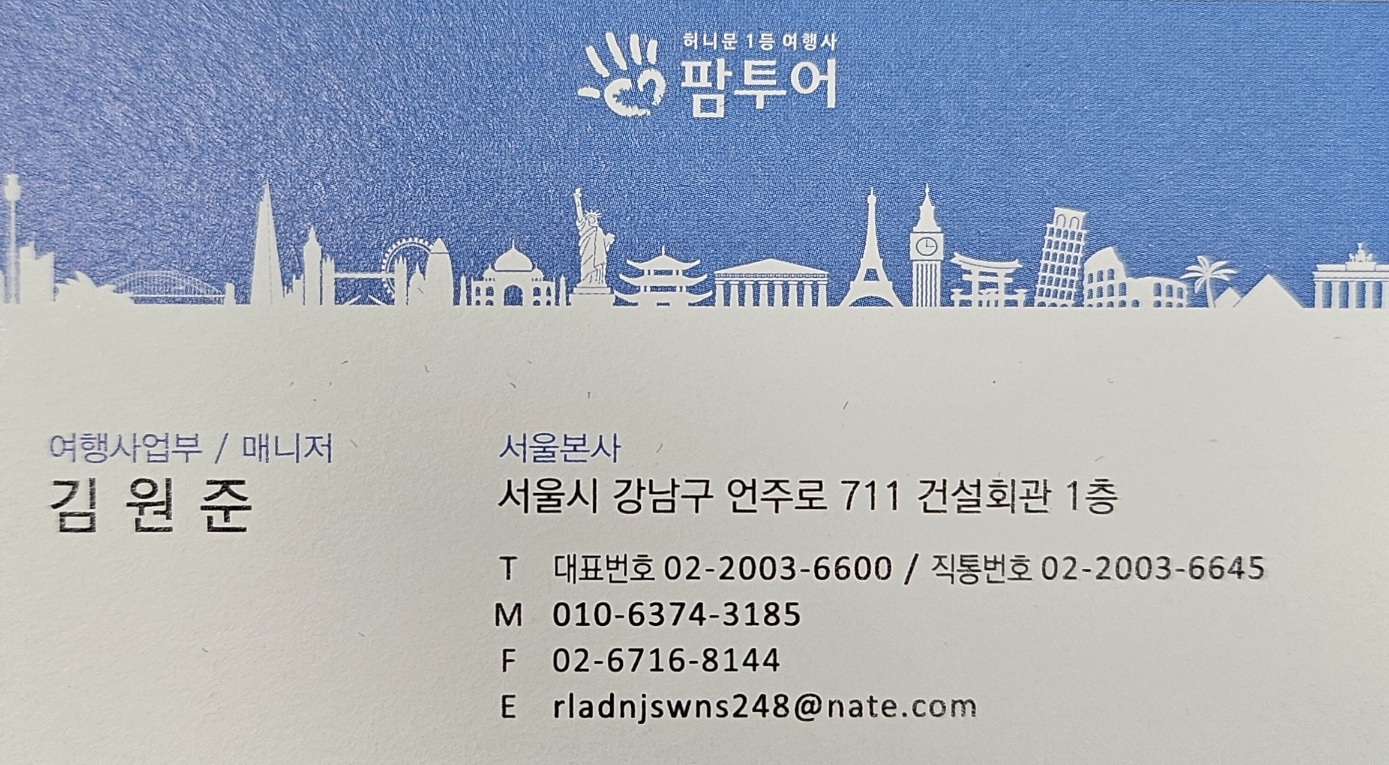 허니문 1등 여행사
팜투어
여행사업부 / 매니저
김 원 준
서울본사
서울시 강남구 언주로 711 건설회관 1층
T 대표번호 02-2003-6600 / 직통번호 02-2003-6645
M 010-6374-3185
F 02-6716-8144
E rladnjswns248@nate.com